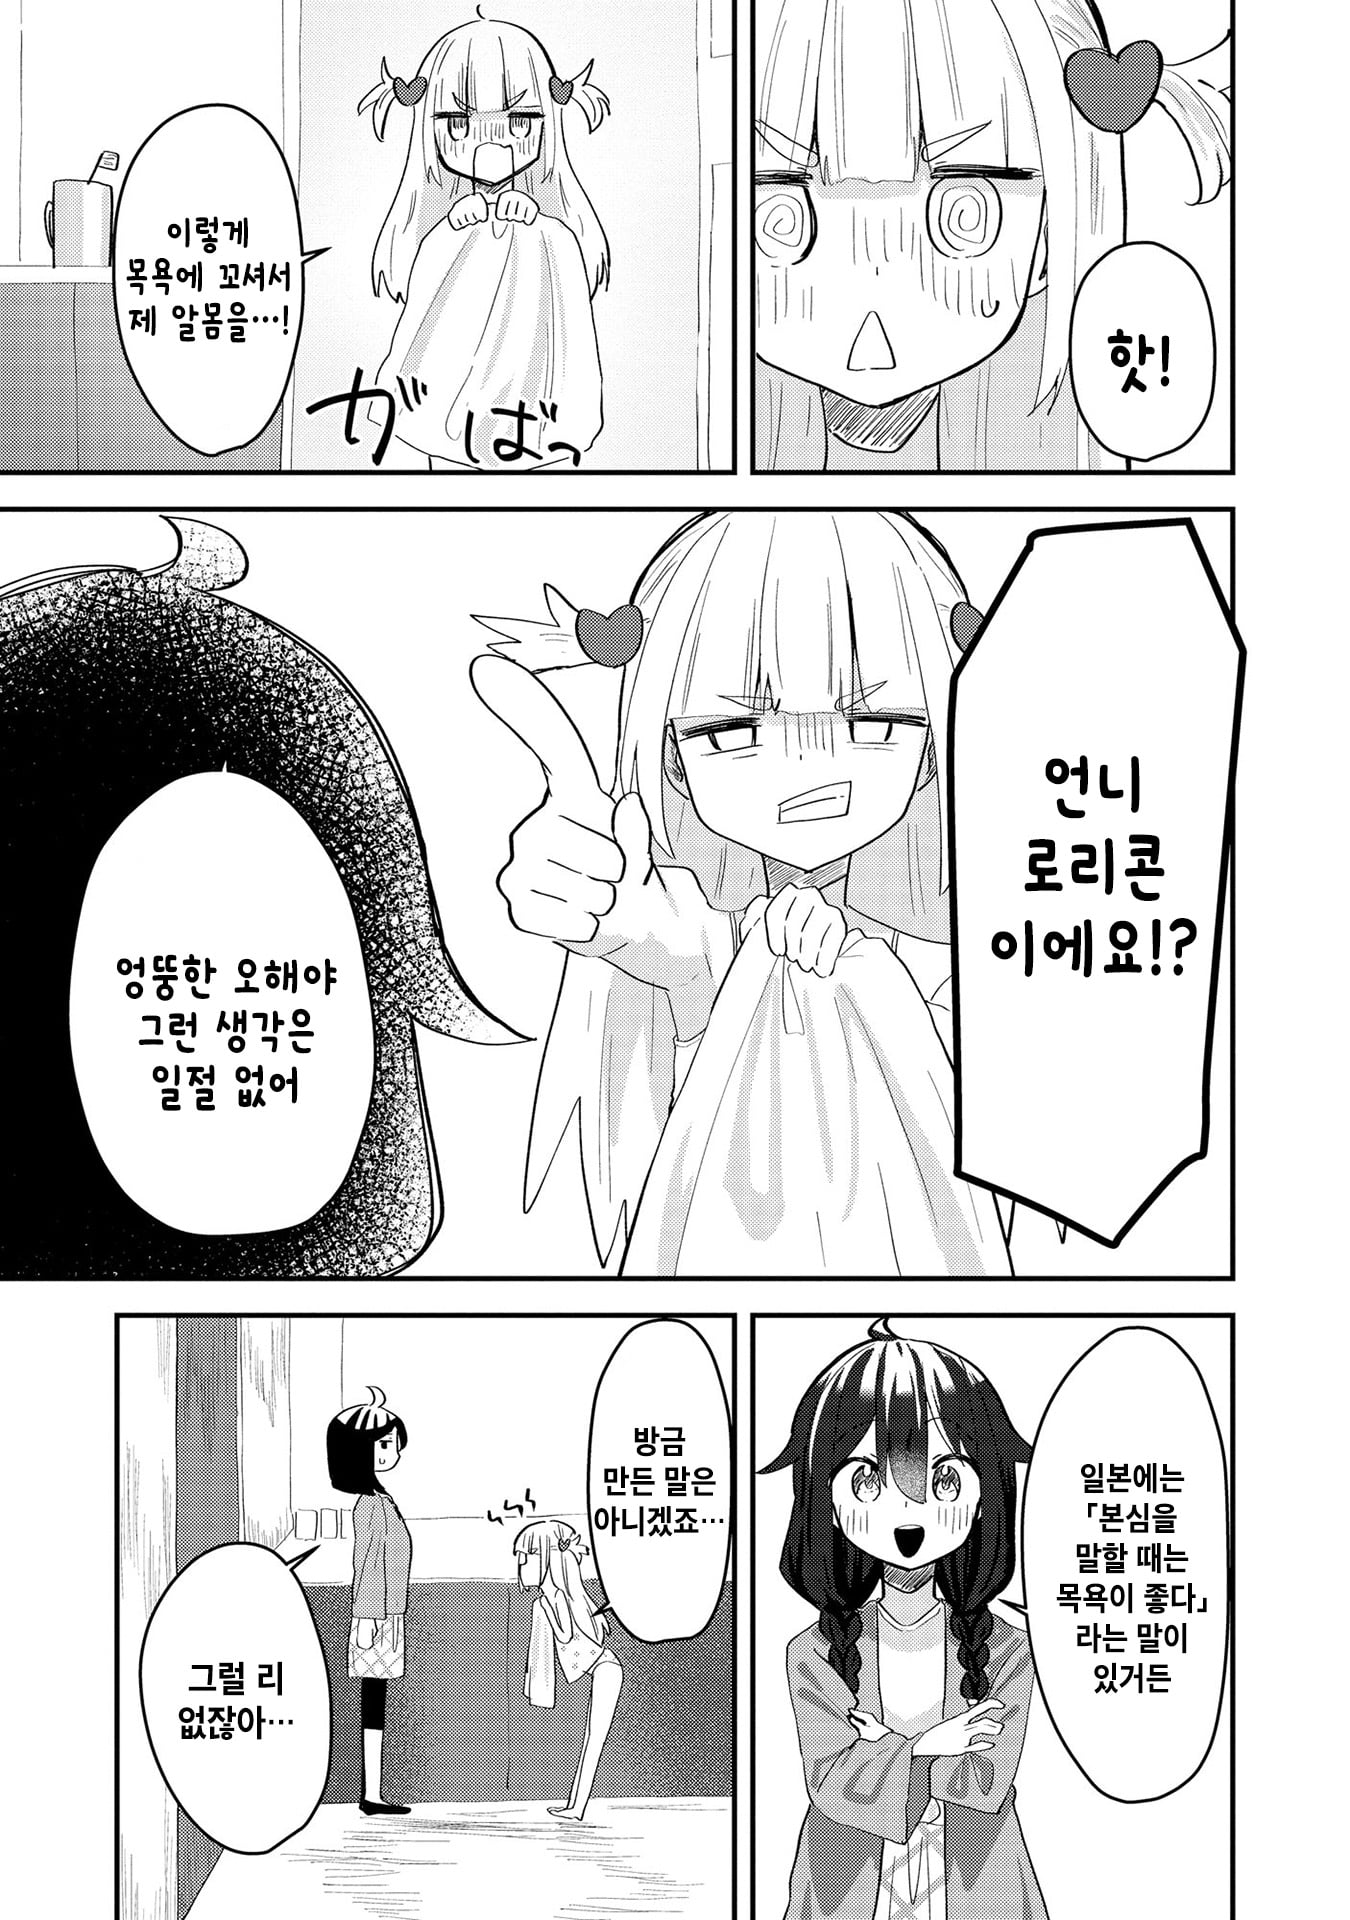 핫!
이렇게
목욕에 꼬셔서
제 알몸을…!
がばっ
언니
로리콘
이에요!?
엉뚱한 오해야
그런 생각은
일절 없어
일본에는
「본심을
말할 때는
목욕이 좋다」
라는 말이
있거든
방금
만든 말은
아니겠죠…
그럴 리
없잖아…